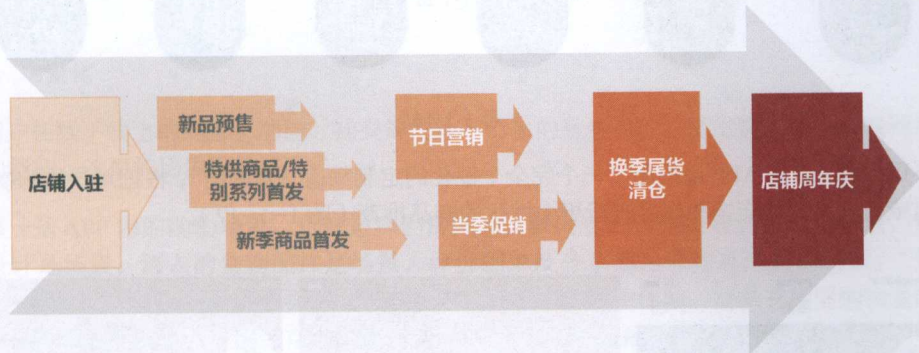 店铺入驻
新品预售
特供商品/特
别系列首发
新季商品首发
节日营销
当季促销
换季尾货
清仓
店铺周年庆